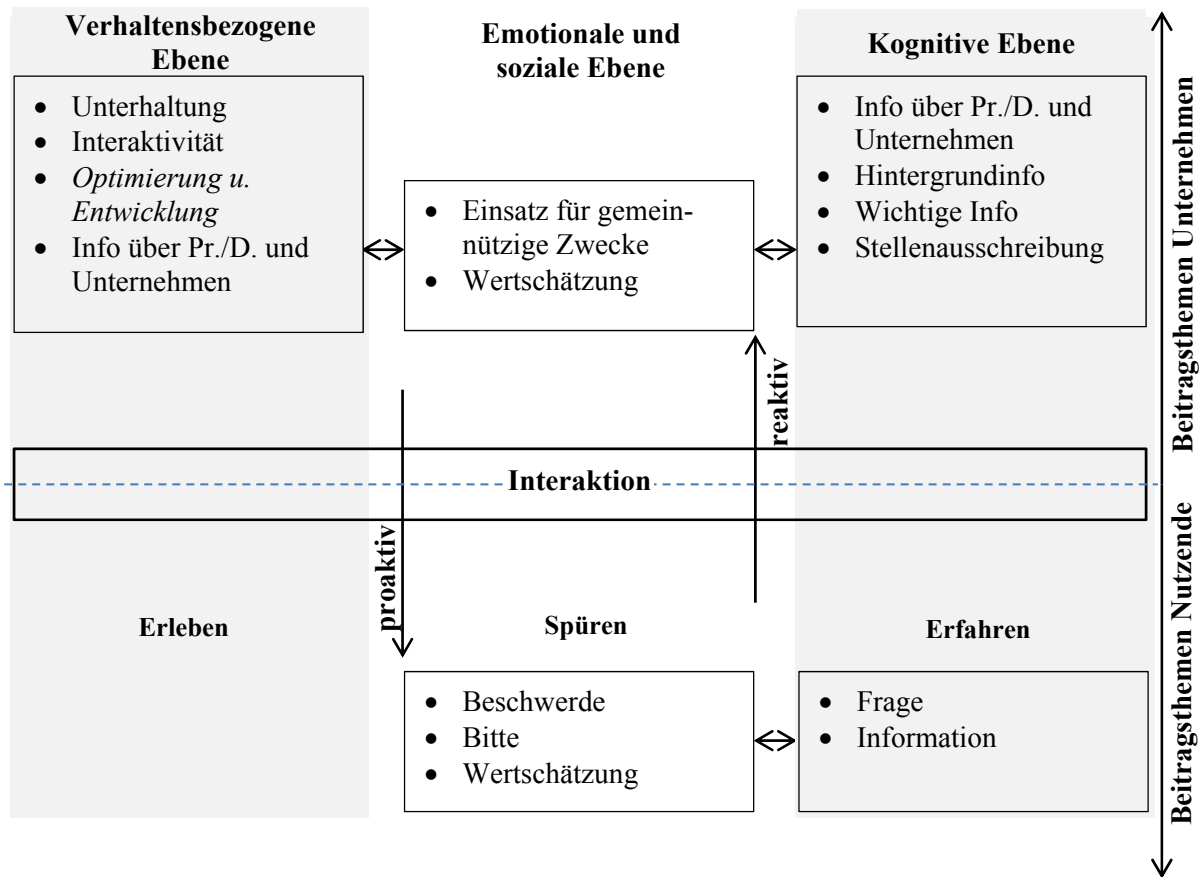 Verhaltensbezogene
Ebene
• Unterhaltung
• Interaktivität
• Optimierung u.
Entwicklung
• Info über Pr./D. und
Unternehmen
Emotionale und
soziale Ebene
• Einsatz für gemein-
nützige Zwecke
• Wertschätzung
Kognitive Ebene
• Info über Pr./D. und
Unternehmen
• Hintergrundinfo
• Wichtige Info
• Stellenausschreibung
Beitragsthemen Unternehmen
reaktiv
Interaktion
proaktiv
Erleben
Spüren
Erfahren
• Beschwerde
• Bitte
• Wertschätzung
• Frage
• Information
Beitragsthemen Nutzende